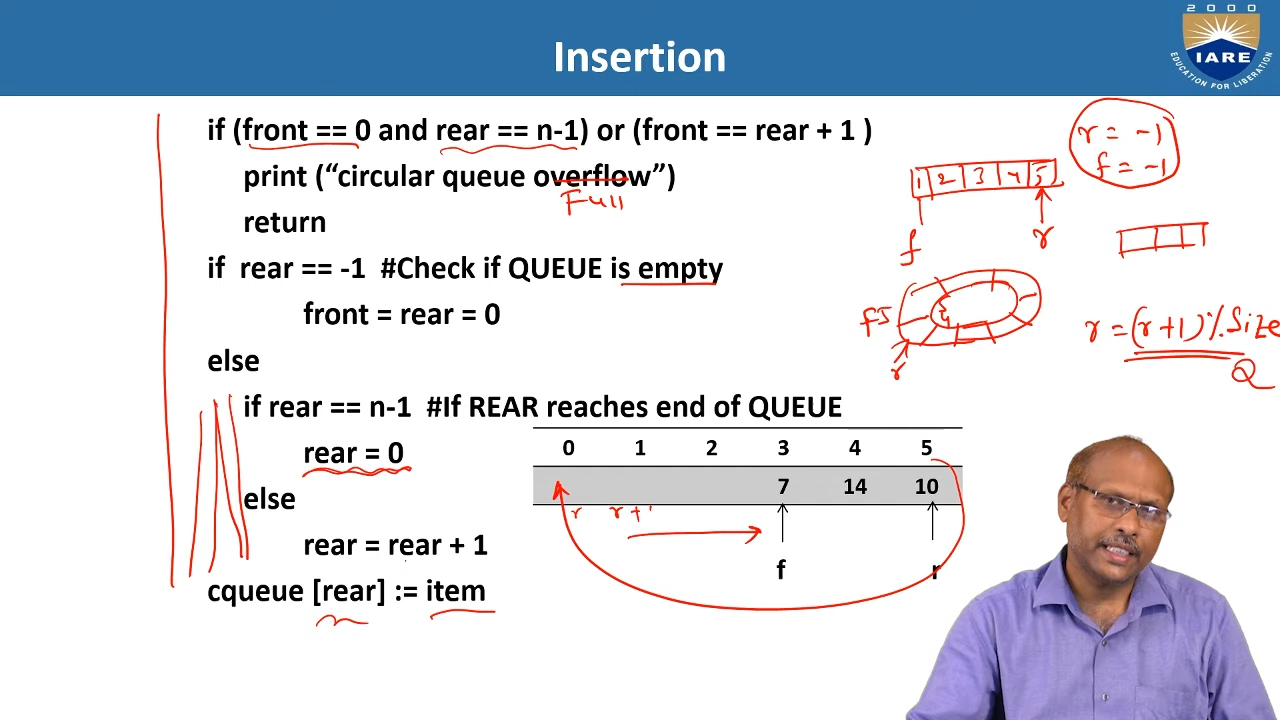 Insertion
2000
IARE
EDUCATION FOR LIBERATION
if (front == 0 and rear == n-1) or (front == rear + 1 )
print (“circular queue overflow”)
Full
return
if rear == -1 #Check if QUEUE is empty
front = rear = 0
else
if rear == n-1 #If REAR reaches end of QUEUE
rear = 0
else
rear = rear + 1
cqueue [rear] := item
0 1 2 3 4 5
7 14 10
r r+1
f r
r = -1
f = -1
1 2 3 4 5
f r
r
r = (r+1) % Size
Q